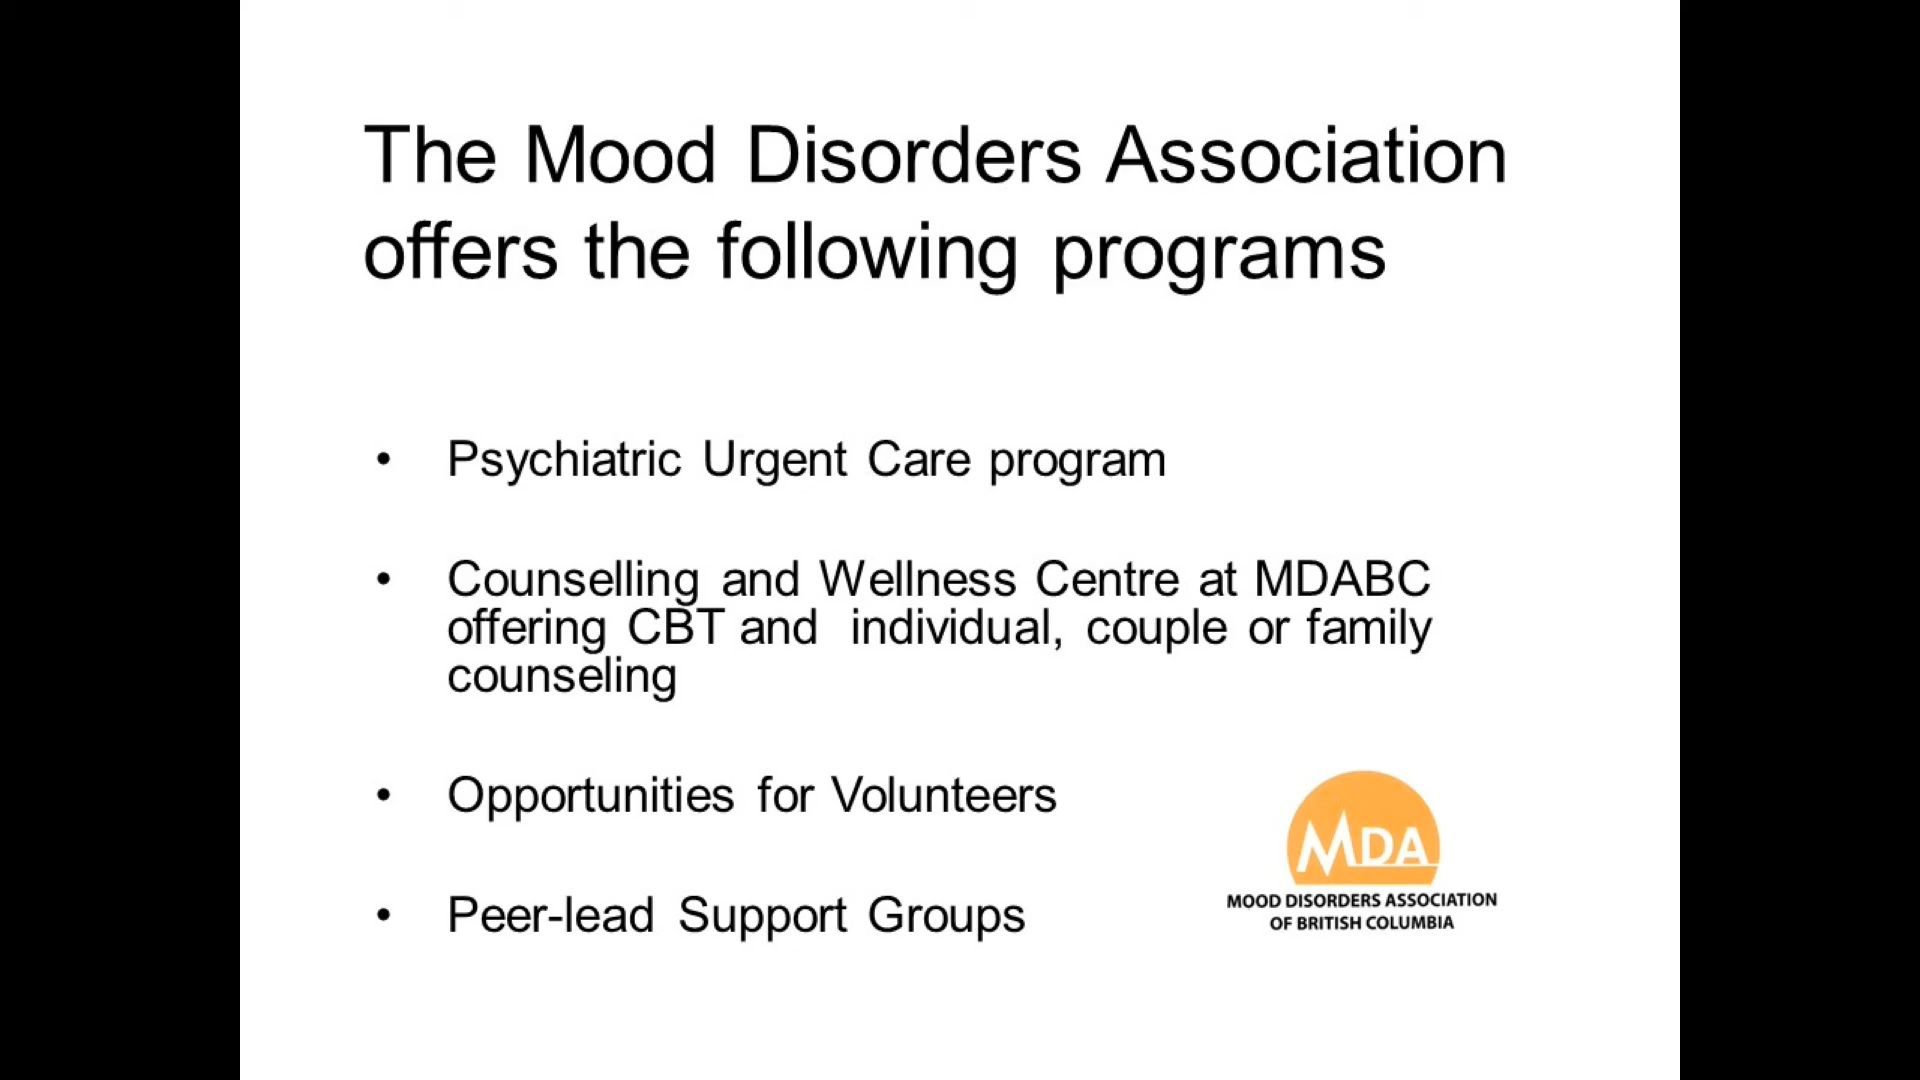 The Mood Disorders Association
offers the following programs
• Psychiatric Urgent Care program
• Counselling and Wellness Centre at MDABC
offering CBT and individual, couple or family
counseling
• Opportunities for Volunteers
• Peer-lead Support Groups
MDA
MOOD DISORDERS ASSOCIATION
OF BRITISH COLUMBIA